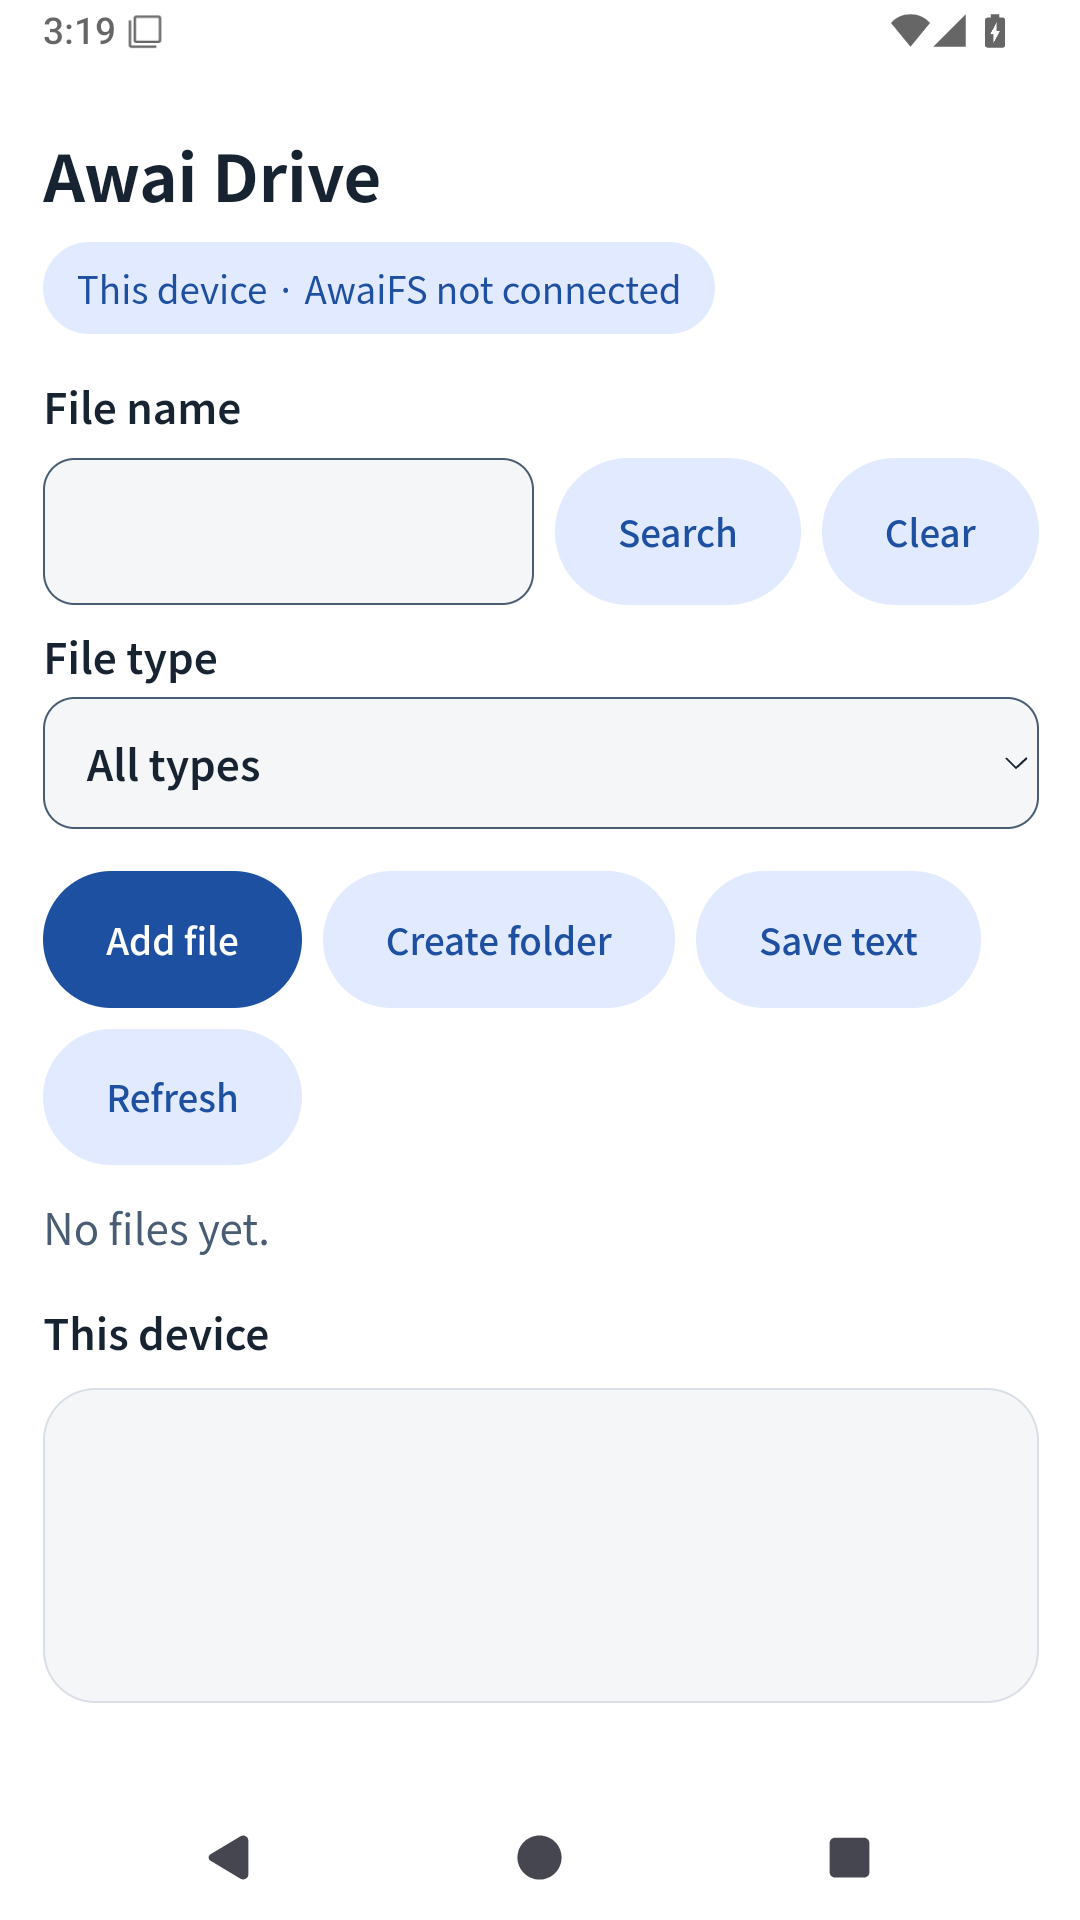 3:19
Awai Drive
This device · AwaiFS not connected
File name
Search Clear
File type
All types
Add file Create folder Save text
Refresh
No files yet.
This device